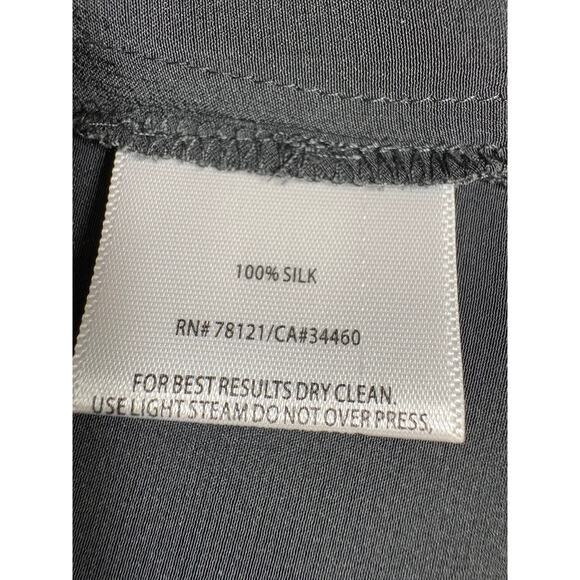 100% SILK
RN# 78121/CA#34460
FOR BEST RESULTS DRY CLEAN.
USE LIGHT STEAM DO NOT OVER PRESS,